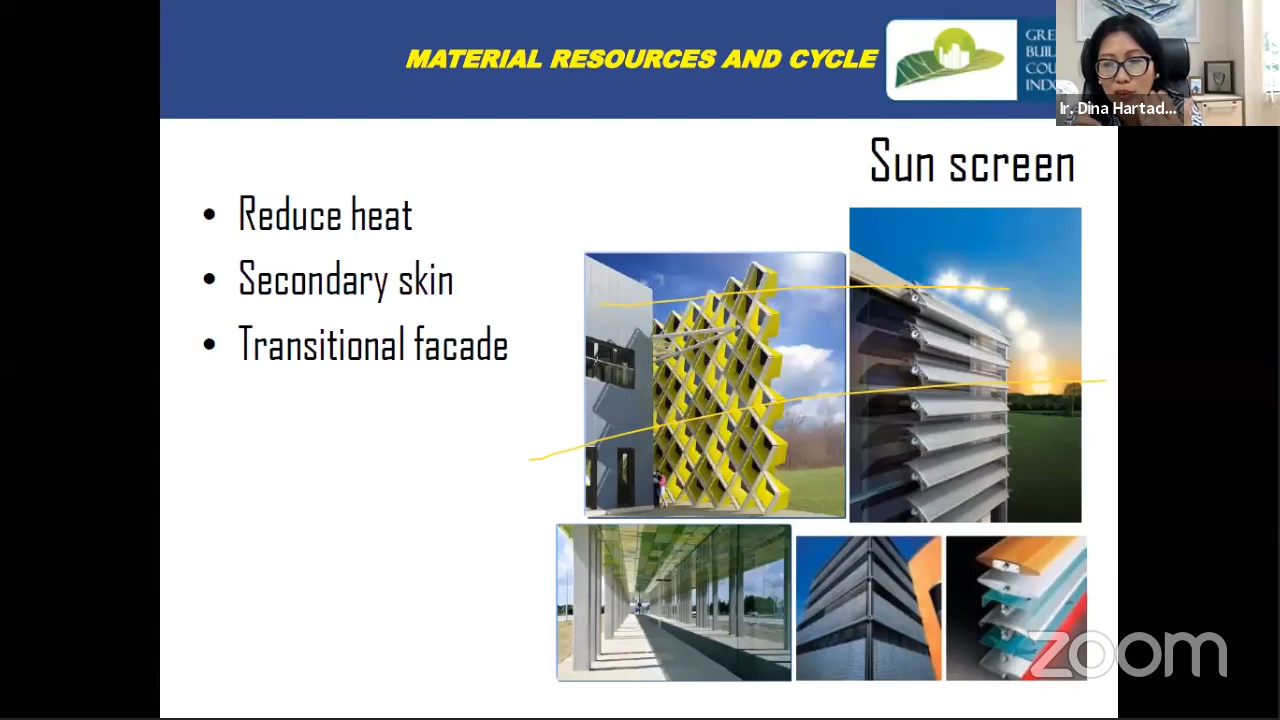 MATERIAL RESOURCES AND CYCLE
GRE
BUIL
COU
INDO
Ir. Dina Hartad...
Sun screen
• Reduce heat
• Secondary skin
• Transitional facade
zoom